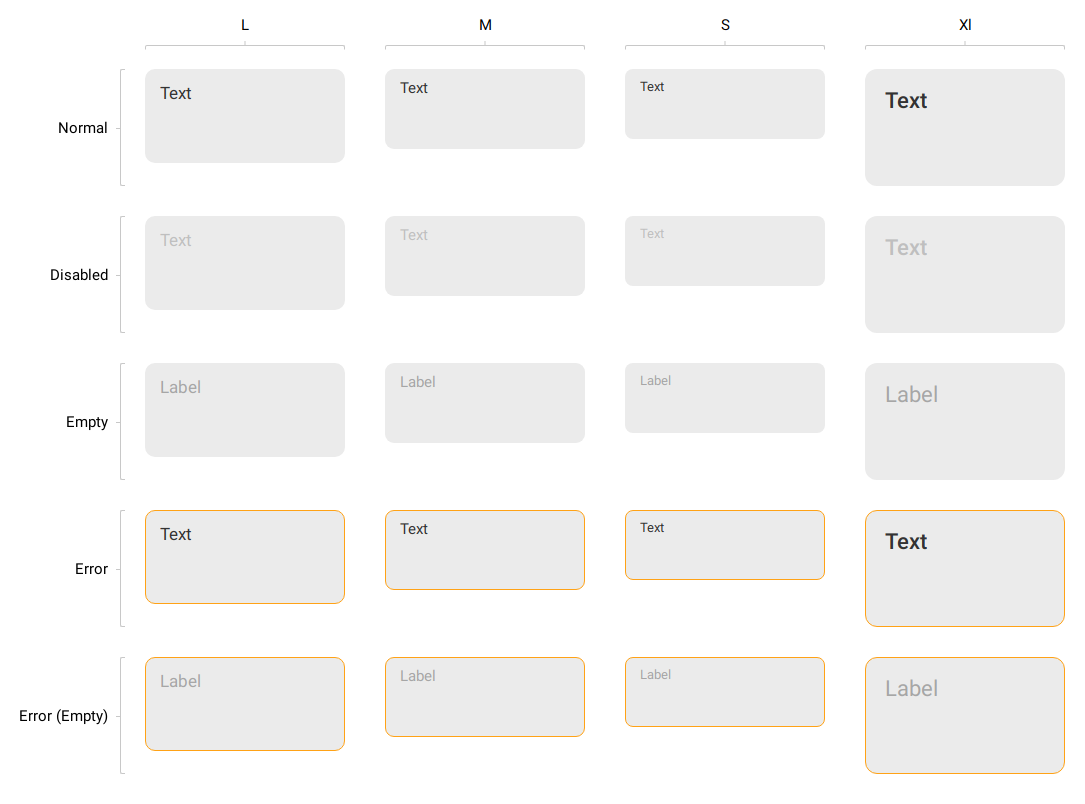 L M S Xl
Normal Text Text Text Text
Disabled Text Text Text Text
Empty Label Label Label Label
Error Text Text Text Text
Error (Empty) Label Label Label Label